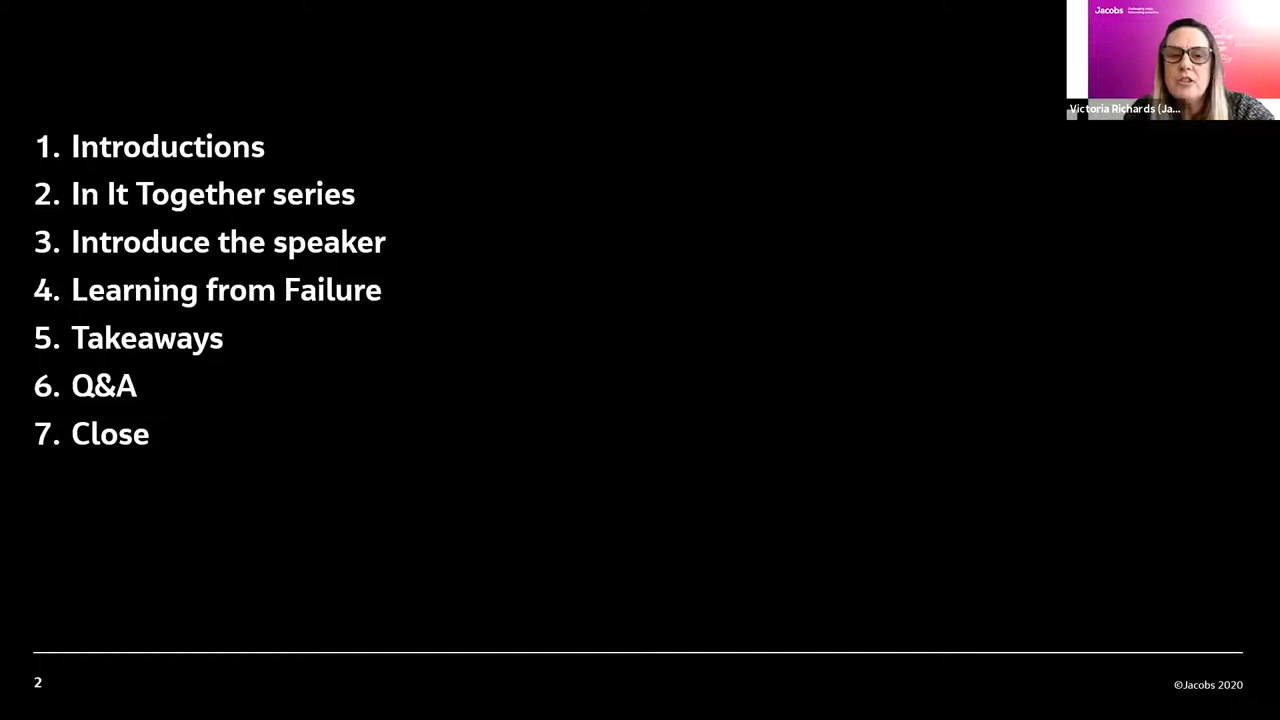 Jacobs
Victoria Richards (Ja...
1. Introductions
2. In It Together series
3. Introduce the speaker
4. Learning from Failure
5. Takeaways
6. Q&A
7. Close
2
©Jacobs 2020